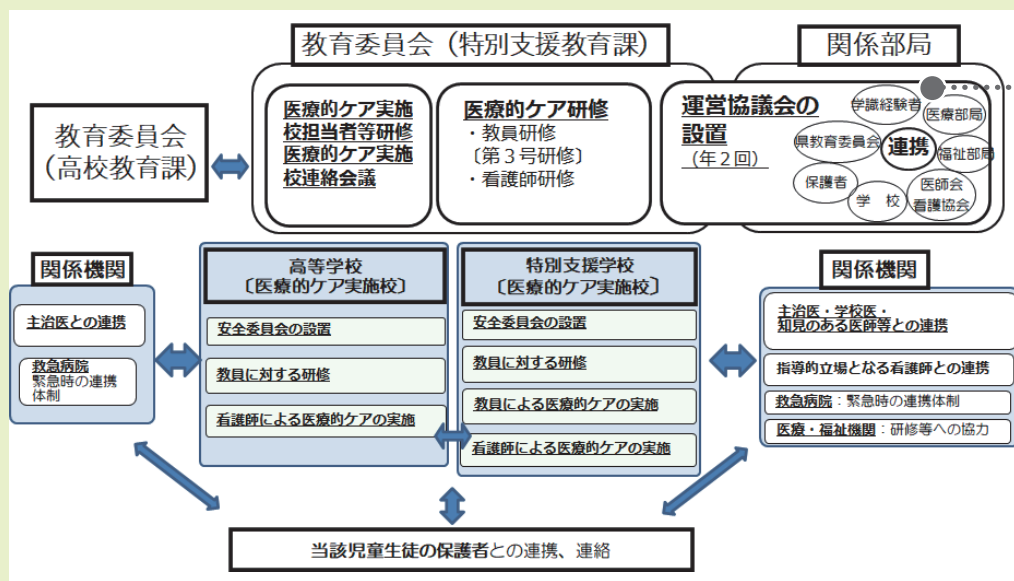 教育委員会（特別支援教育課）
関係部局
教育委員会
（高校教育課）
医療的ケア実施
校担当者等研修
医療的ケア実施
校連絡会議
医療的ケア研修
・教員研修
〔第３号研修〕
・看護師研修
運営協議会の
設置
（年２回）
学識経験者
医療部局
県教育委員会
連携
福祉部局
保護者
学　校
医師会
看護協会
関係機関
主治医との連携
救急病院
緊急時の連携
体制
高等学校
〔医療的ケア実施校〕
安全委員会の設置
教員に対する研修
看護師による医療的ケアの実施
特別支援学校
〔医療的ケア実施校〕
安全委員会の設置
教員に対する研修
教員による医療的ケアの実施
看護師による医療的ケアの実施
関係機関
主治医・学校医・
知見のある医師等との連携
指導的立場となる看護師との連携
救急病院：緊急時の連携体制
医療・福祉機関：研修等への協力
当該児童生徒の保護者との連携、連絡